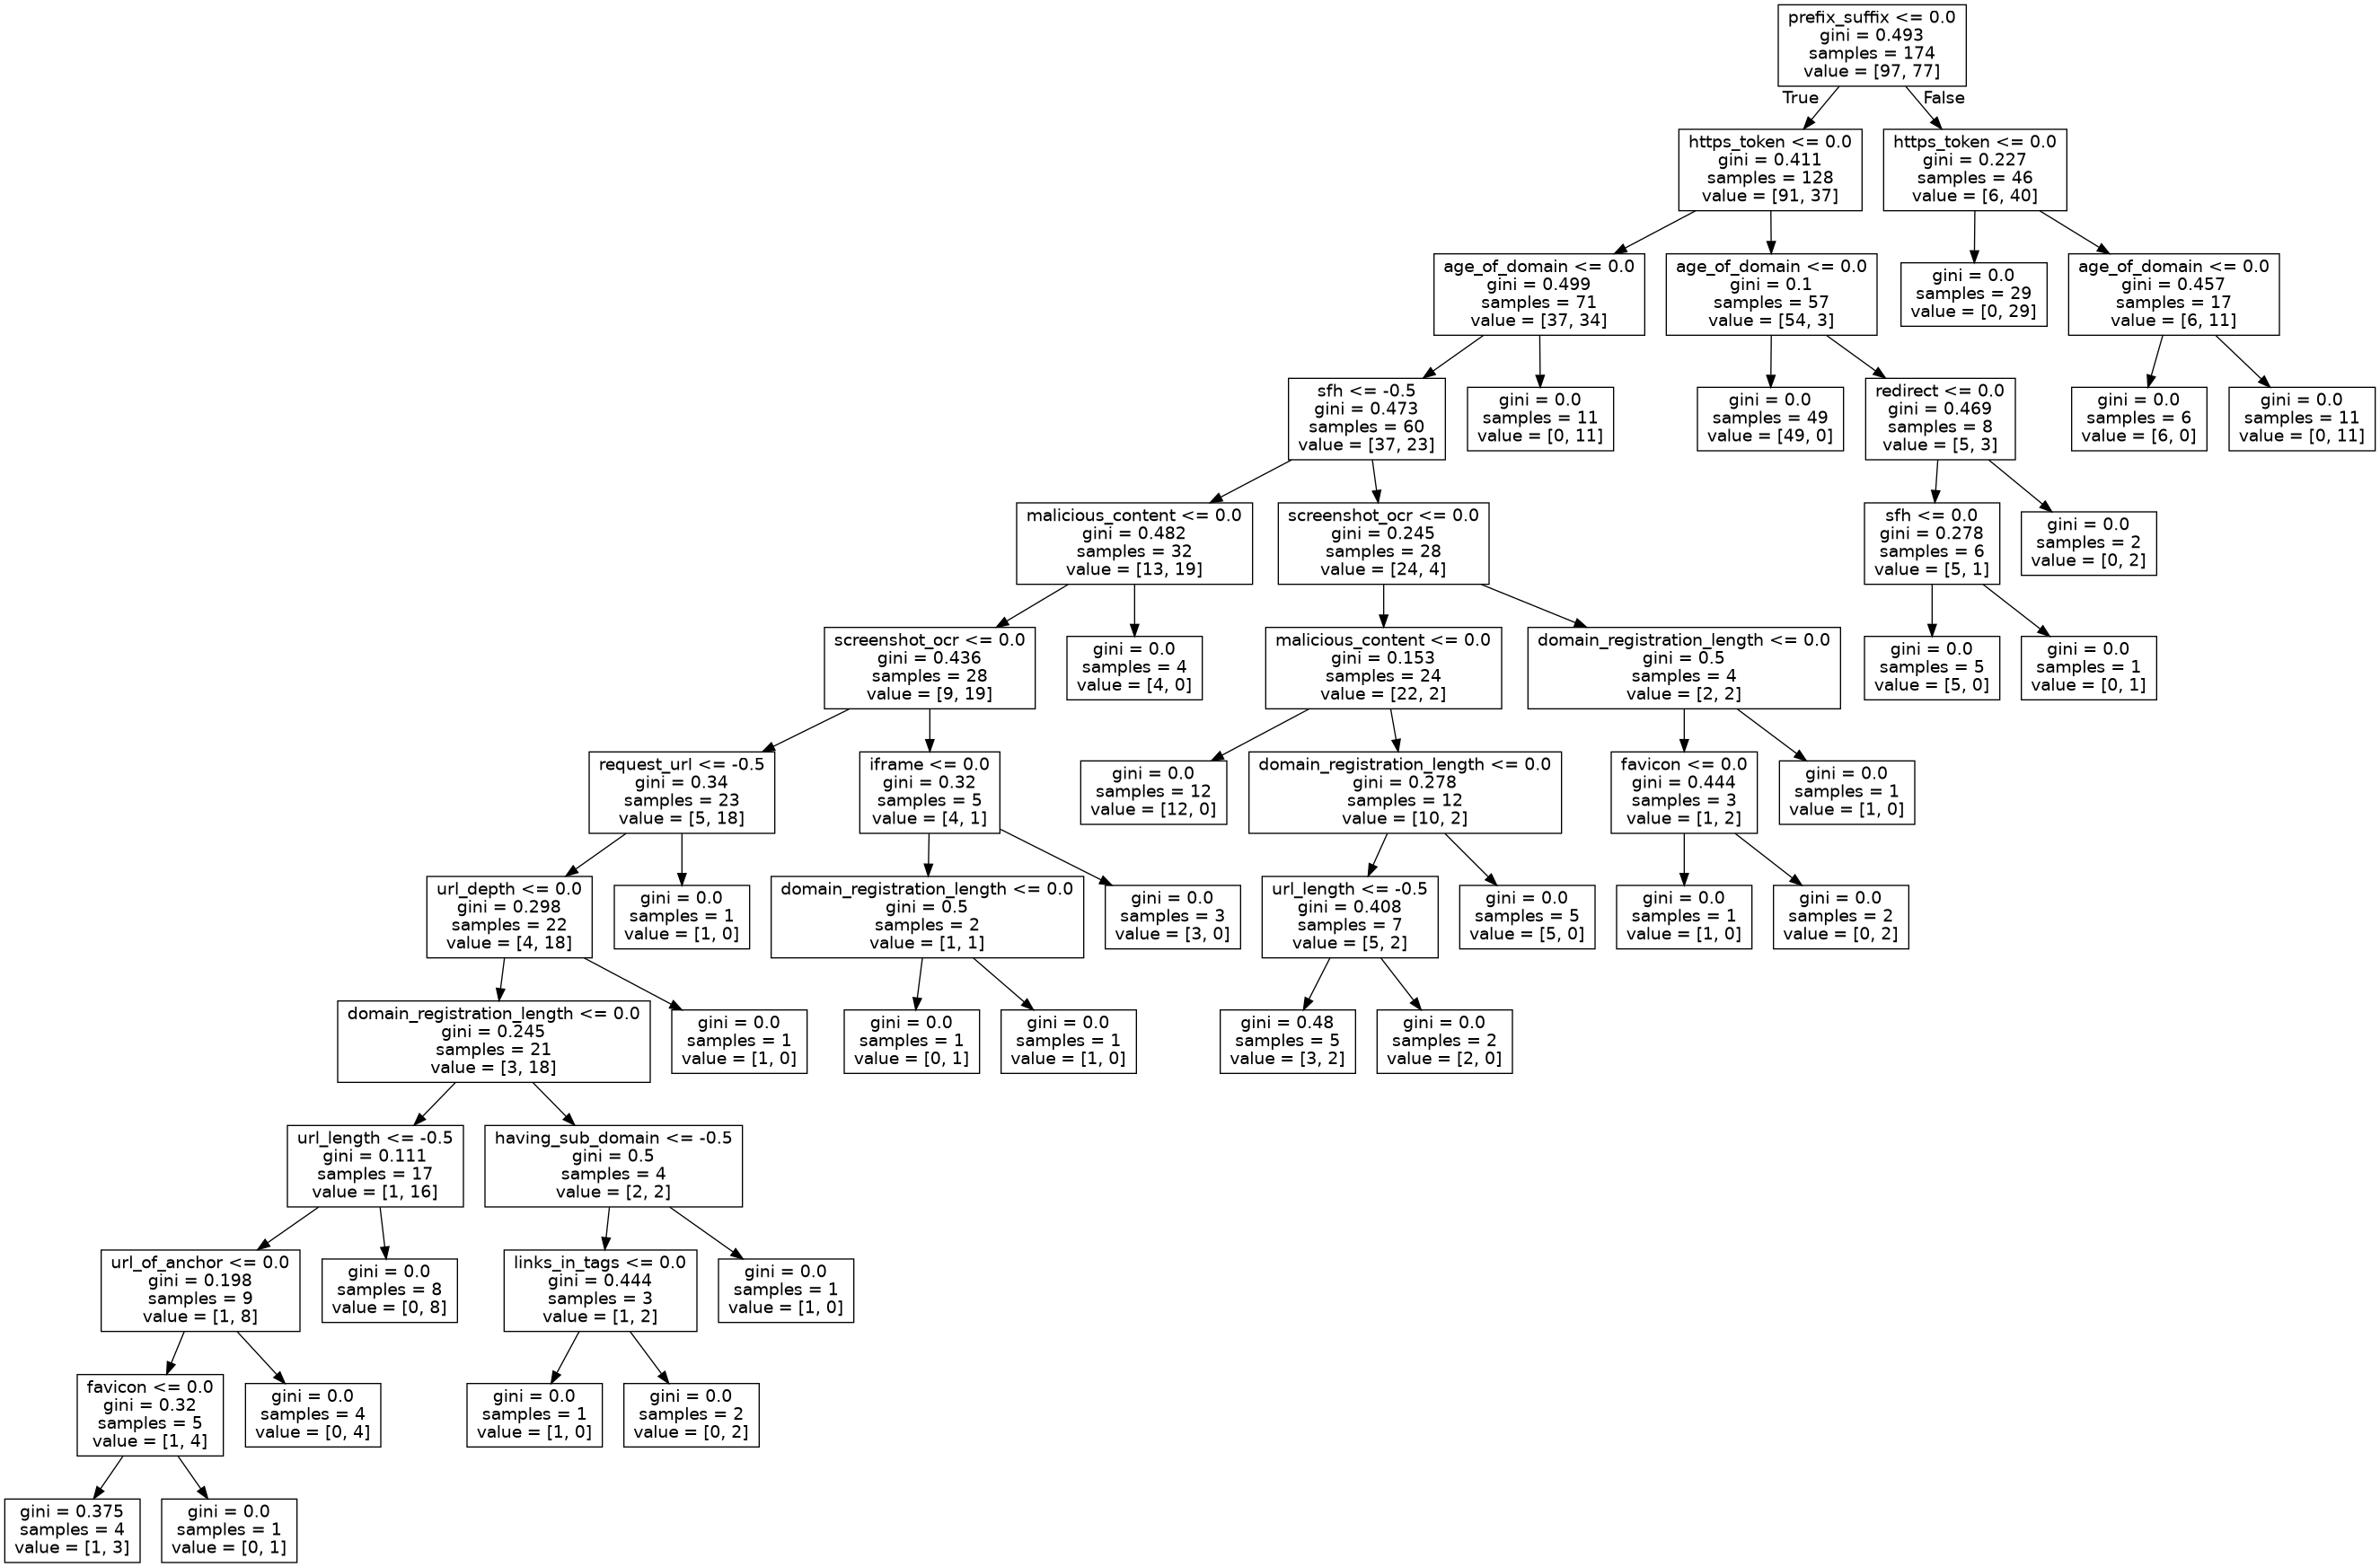 prefix_suffix <= 0.0
gini = 0.493
samples = 174
value = [97, 77]
True
False
https_token <= 0.0
gini = 0.411
samples = 128
value = [91, 37]
https_token <= 0.0
gini = 0.227
samples = 46
value = [6, 40]
age_of_domain <= 0.0
gini = 0.499
samples = 71
value = [37, 34]
age_of_domain <= 0.0
gini = 0.1
samples = 57
value = [54, 3]
gini = 0.0
samples = 29
value = [0, 29]
age_of_domain <= 0.0
gini = 0.457
samples = 17
value = [6, 11]
sfh <= -0.5
gini = 0.473
samples = 60
value = [37, 23]
gini = 0.0
samples = 11
value = [0, 11]
gini = 0.0
samples = 49
value = [49, 0]
redirect <= 0.0
gini = 0.469
samples = 8
value = [5, 3]
gini = 0.0
samples = 6
value = [6, 0]
gini = 0.0
samples = 11
value = [0, 11]
malicious_content <= 0.0
gini = 0.482
samples = 32
value = [13, 19]
screenshot_ocr <= 0.0
gini = 0.245
samples = 28
value = [24, 4]
sfh <= 0.0
gini = 0.278
samples = 6
value = [5, 1]
gini = 0.0
samples = 2
value = [0, 2]
screenshot_ocr <= 0.0
gini = 0.436
samples = 28
value = [9, 19]
gini = 0.0
samples = 4
value = [4, 0]
malicious_content <= 0.0
gini = 0.153
samples = 24
value = [22, 2]
domain_registration_length <= 0.0
gini = 0.5
samples = 4
value = [2, 2]
gini = 0.0
samples = 5
value = [5, 0]
gini = 0.0
samples = 1
value = [0, 1]
request_url <= -0.5
gini = 0.34
samples = 23
value = [5, 18]
iframe <= 0.0
gini = 0.32
samples = 5
value = [4, 1]
gini = 0.0
samples = 12
value = [12, 0]
domain_registration_length <= 0.0
gini = 0.278
samples = 12
value = [10, 2]
favicon <= 0.0
gini = 0.444
samples = 3
value = [1, 2]
gini = 0.0
samples = 1
value = [1, 0]
url_depth <= 0.0
gini = 0.298
samples = 22
value = [4, 18]
gini = 0.0
samples = 1
value = [1, 0]
domain_registration_length <= 0.0
gini = 0.5
samples = 2
value = [1, 1]
gini = 0.0
samples = 3
value = [3, 0]
url_length <= -0.5
gini = 0.408
samples = 7
value = [5, 2]
gini = 0.0
samples = 5
value = [5, 0]
gini = 0.0
samples = 1
value = [1, 0]
gini = 0.0
samples = 2
value = [0, 2]
domain_registration_length <= 0.0
gini = 0.245
samples = 21
value = [3, 18]
gini = 0.0
samples = 1
value = [1, 0]
gini = 0.0
samples = 1
value = [0, 1]
gini = 0.0
samples = 1
value = [1, 0]
gini = 0.48
samples = 5
value = [3, 2]
gini = 0.0
samples = 2
value = [2, 0]
url_length <= -0.5
gini = 0.111
samples = 17
value = [1, 16]
having_sub_domain <= -0.5
gini = 0.5
samples = 4
value = [2, 2]
url_of_anchor <= 0.0
gini = 0.198
samples = 9
value = [1, 8]
gini = 0.0
samples = 8
value = [0, 8]
links_in_tags <= 0.0
gini = 0.444
samples = 3
value = [1, 2]
gini = 0.0
samples = 1
value = [1, 0]
favicon <= 0.0
gini = 0.32
samples = 5
value = [1, 4]
gini = 0.0
samples = 4
value = [0, 4]
gini = 0.0
samples = 1
value = [1, 0]
gini = 0.0
samples = 2
value = [0, 2]
gini = 0.375
samples = 4
value = [1, 3]
gini = 0.0
samples = 1
value = [0, 1]